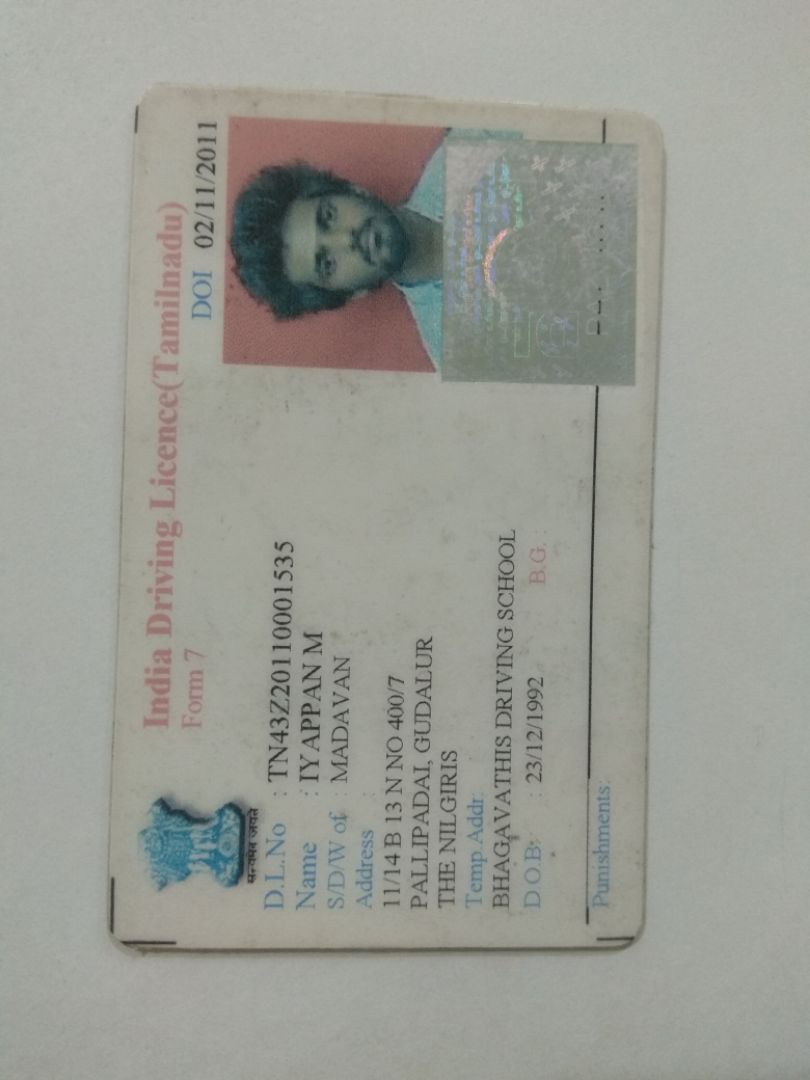 India Driving Licence(Tamilnadu)
Form 7
DOI 02/11/2011
सत्यमेव जयते
D.L.No : TN43Z20110001535
Name : IYAPPAN M
S/D/W of : MADAVAN
Address :
11/14 B 13 N NO 400/7
PALLIPADAI, GUDALUR
THE NILGIRIS
Temp Addr:
BHAGAVATHIS DRIVING SCHOOL
D.O.B: : 23/12/1992 B.G. :
Punishments: